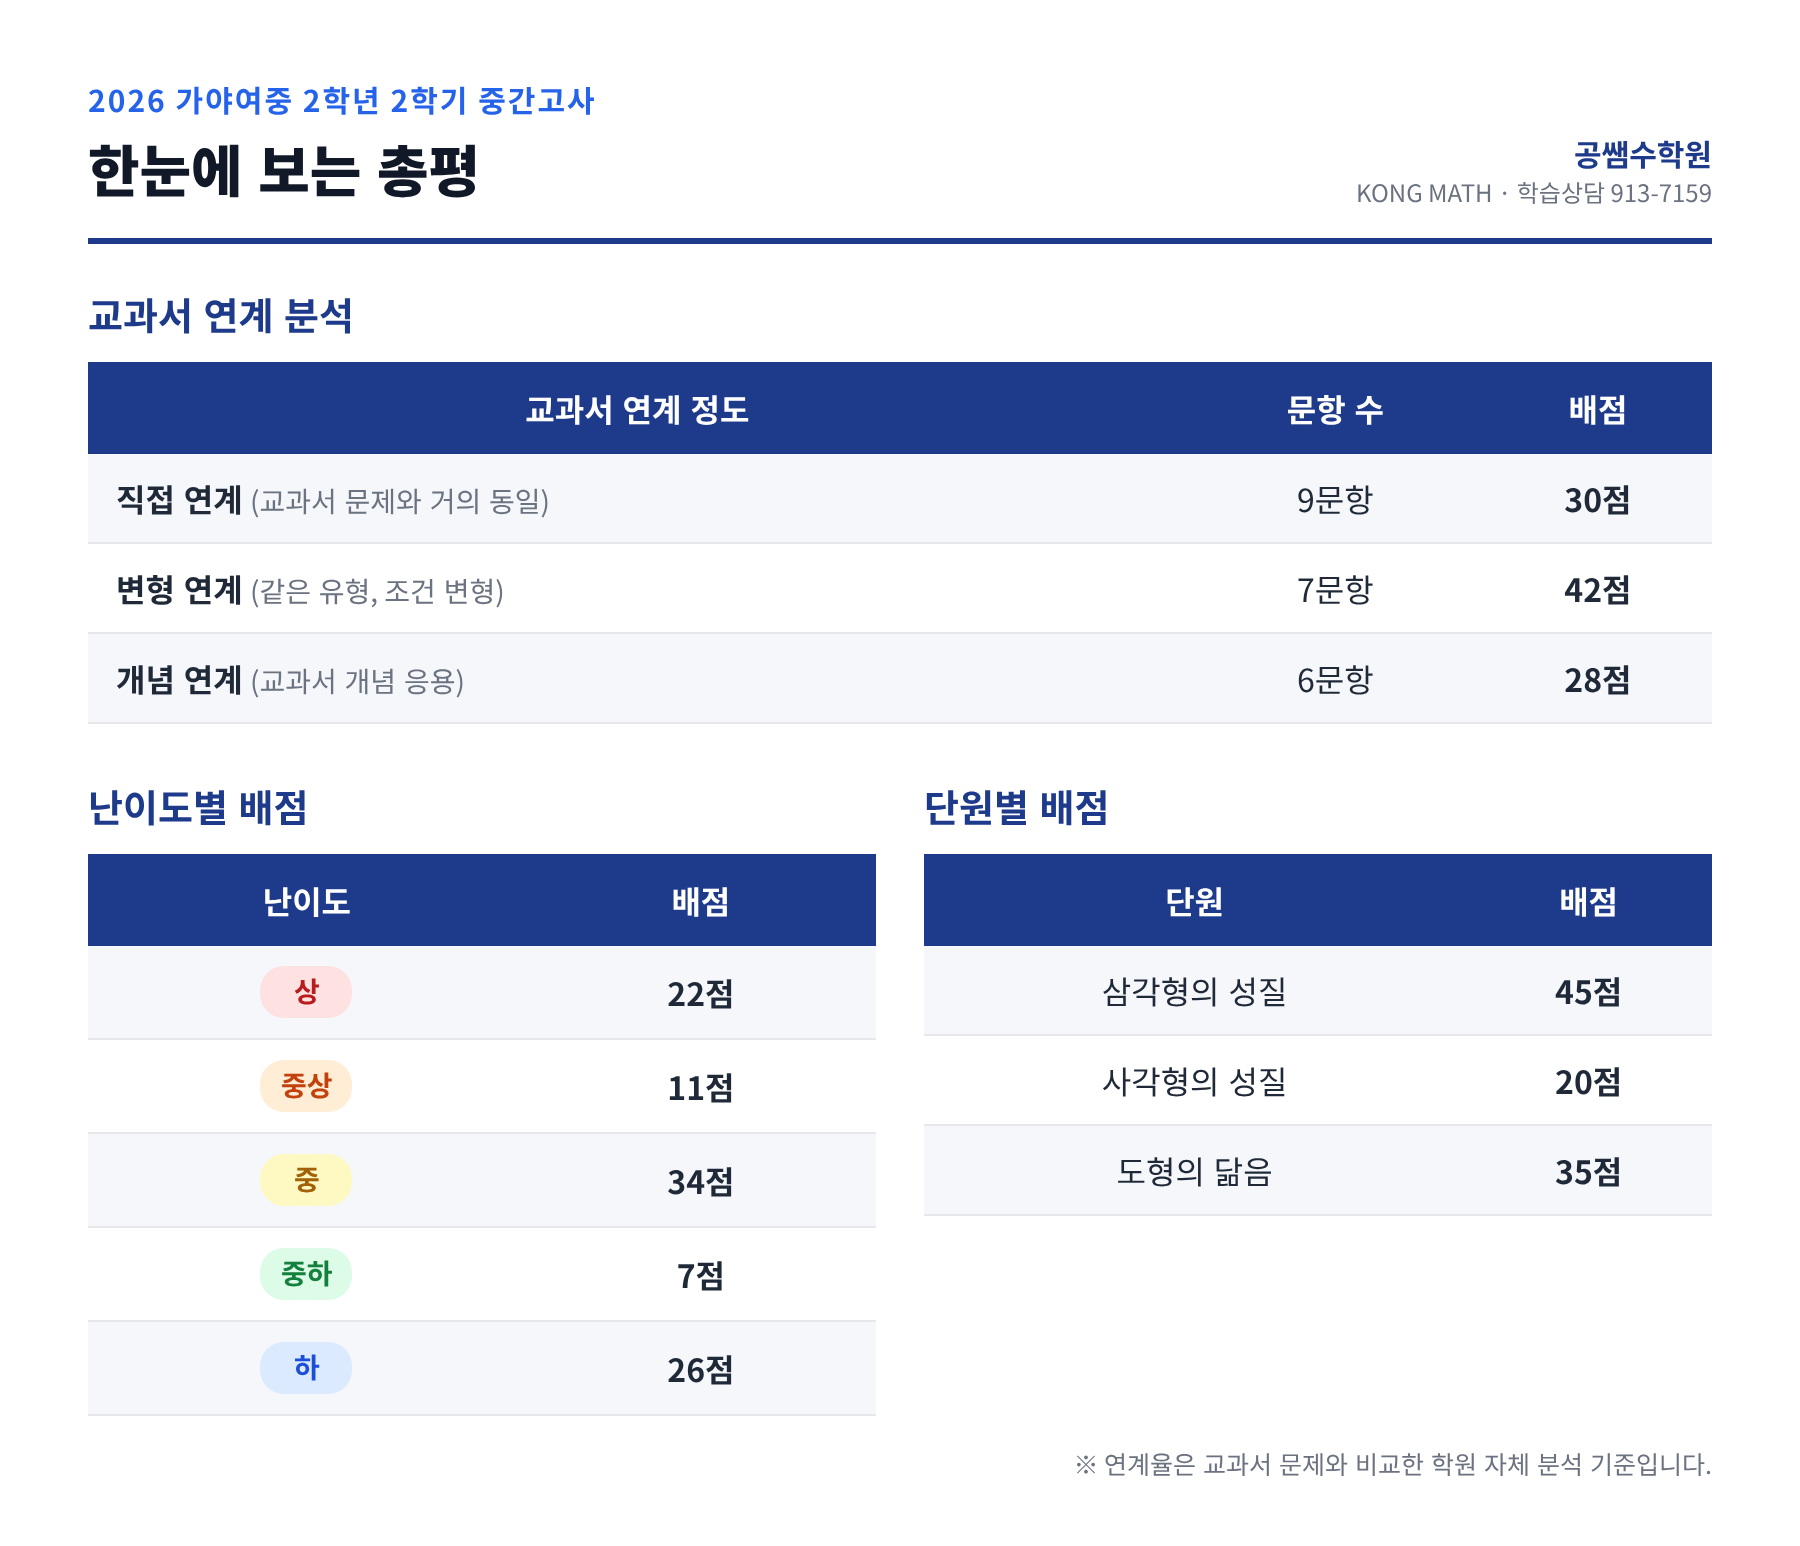 2026 가야여중 2학년 2학기 중간고사
한눈에 보는 총평
공쌤수학원
KONG MATH · 학습상담 913-7159
교과서 연계 분석
교과서 연계 정도 문항 수 배점
직접 연계 (교과서 문제와 거의 동일) 9문항 30점
변형 연계 (같은 유형, 조건 변형) 7문항 42점
개념 연계 (교과서 개념 응용) 6문항 28점
난이도별 배점
난이도 배점
상 22점
중상 11점
중 34점
중하 7점
하 26점
단원별 배점
단원 배점
삼각형의 성질 45점
사각형의 성질 20점
도형의 닮음 35점
※ 연계율은 교과서 문제와 비교한 학원 자체 분석 기준입니다.